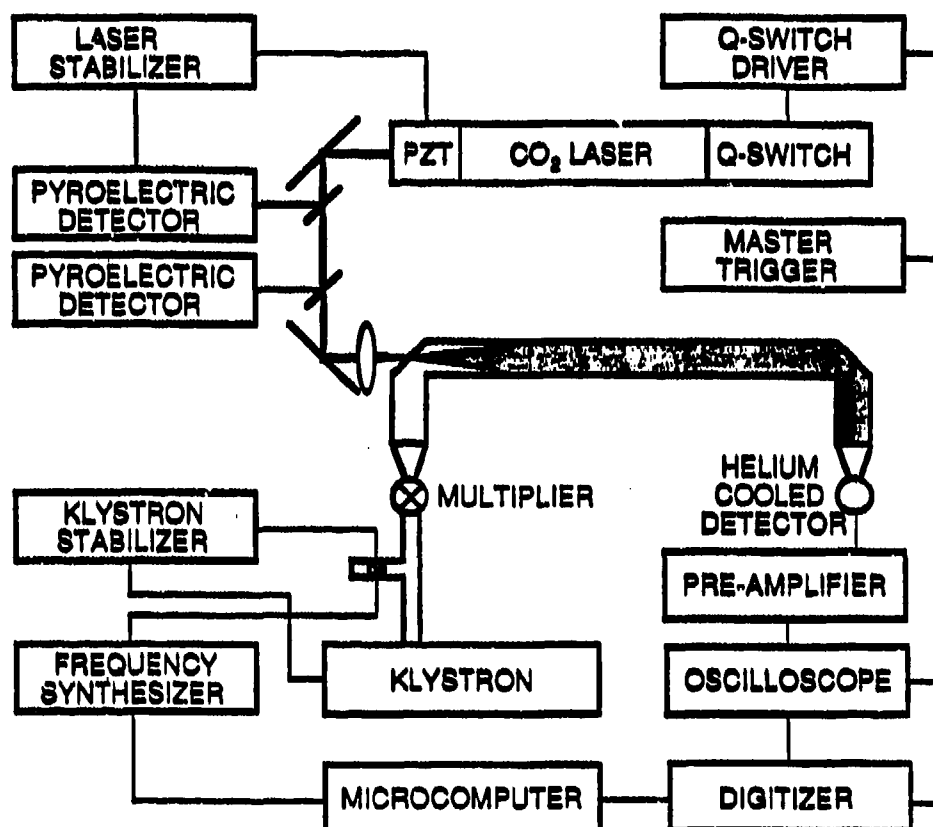 LASER
STABILIZER
Q-SWITCH
DRIVER
PZT
CO₂ LASER
Q-SWITCH
PYROELECTRIC
DETECTOR
MASTER
TRIGGER
PYROELECTRIC
DETECTOR
HELIUM
COOLED
DETECTOR
MULTIPLIER
KLYSTRON
STABILIZER
PRE-AMPLIFIER
FREQUENCY
SYNTHESIZER
KLYSTRON
OSCILLOSCOPE
MICROCOMPUTER
DIGITIZER